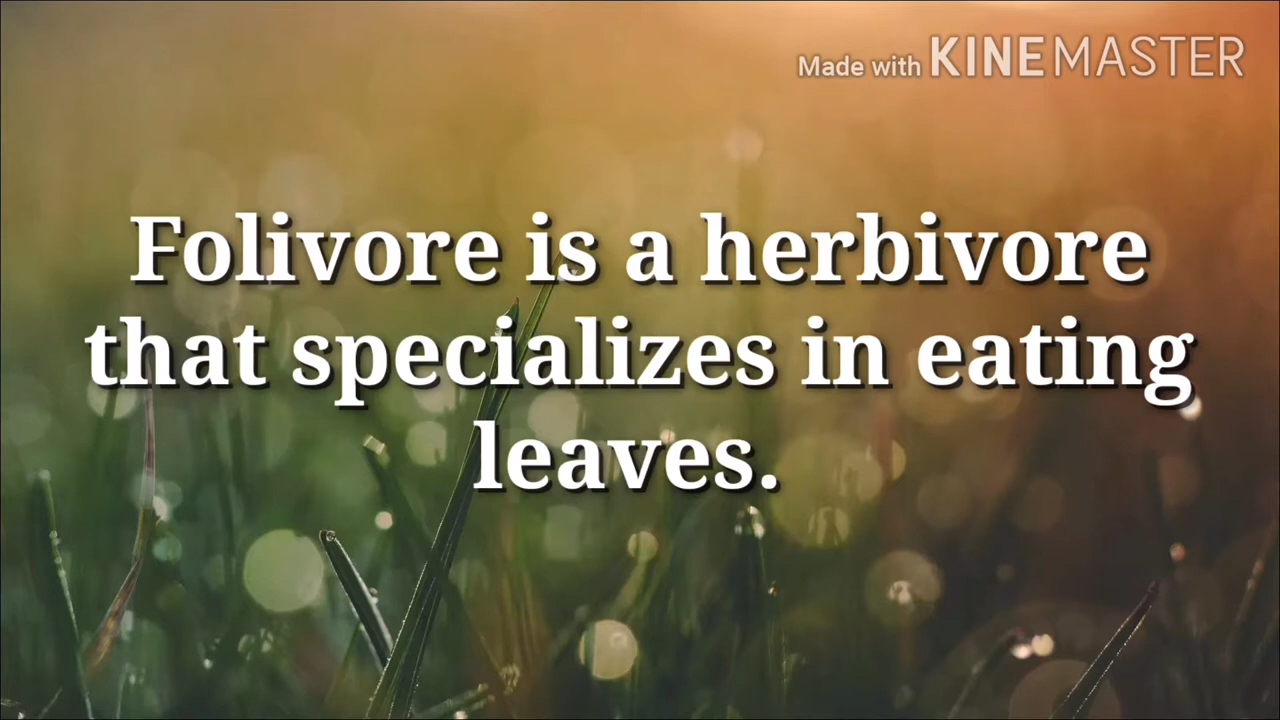 Made with KINEMASTER
Folivore is a herbivore
that specializes in eating
leaves.